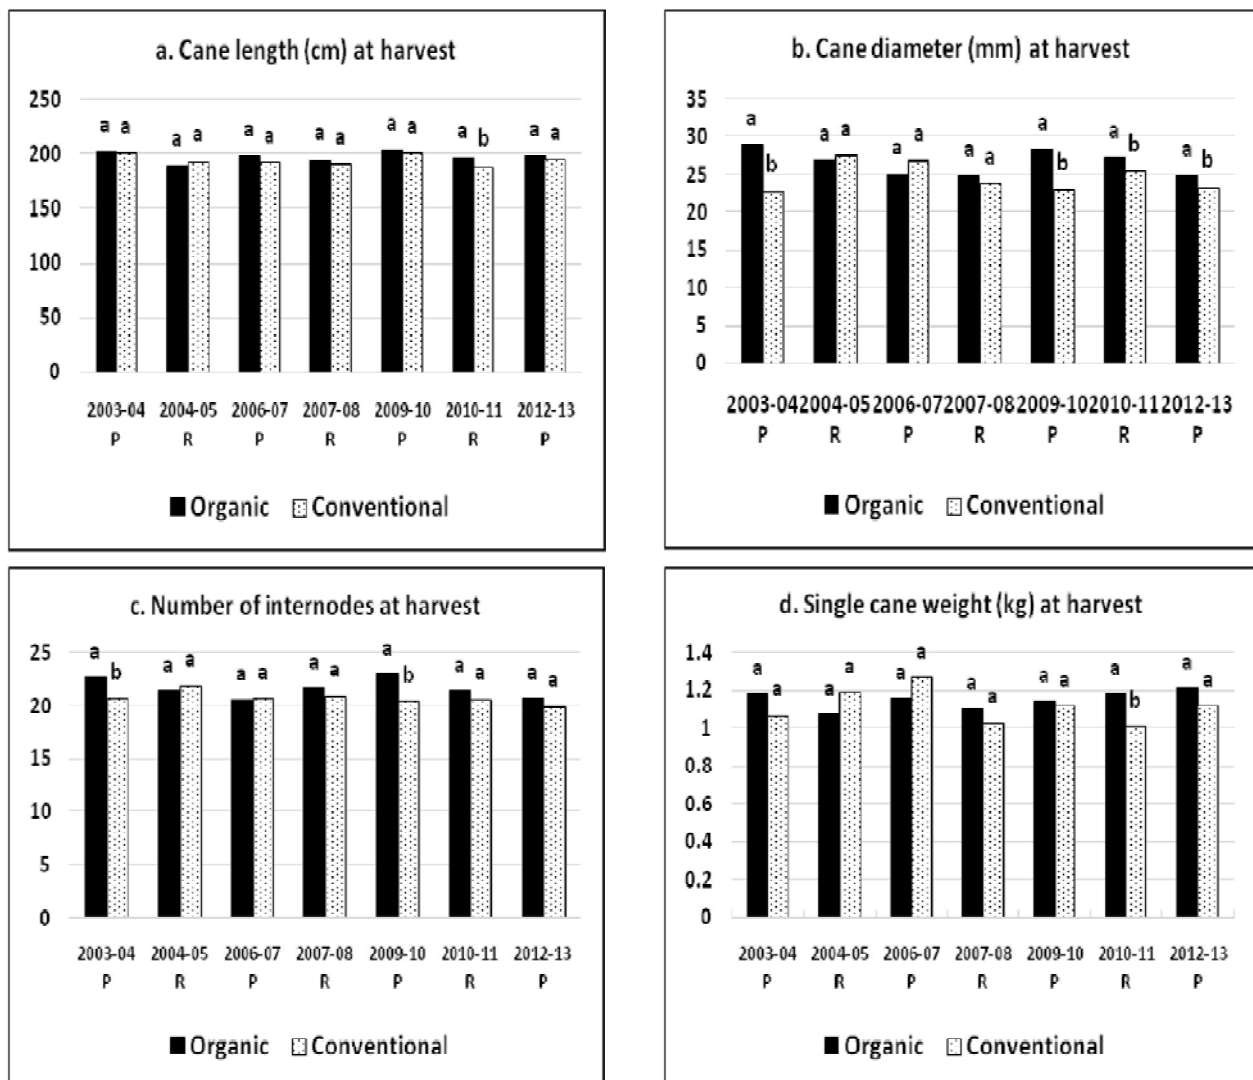 a. Cane length (cm) at harvest
250
200
150
100
50
0
a a a a a a a a a a a b a a
2003-04 2004-05 2006-07 2007-08 2009-10 2010-11 2012-13
P R P R P R P
Organic Conventional
b. Cane diameter (mm) at harvest
35
30
25
20
15
10
5
0
a b a a a a a a a b a b a b
2003-04 2004-05 2006-07 2007-08 2009-10 2010-11 2012-13
P R P R P R P
Organic Conventional
c. Number of internodes at harvest
25
20
15
10
5
0
a b a a a a a a a b a a a a
2003-04 2004-05 2006-07 2007-08 2009-10 2010-11 2012-13
P R P R P R P
Organic Conventional
d. Single cane weight (kg) at harvest
1.4
1.2
1
0.8
0.6
0.4
0.2
0
a a a a a a a a a a a b a a
2003-04 2004-05 2006-07 2007-08 2009-10 2010-11 2012-13
P R P R P R P
Organic Conventional